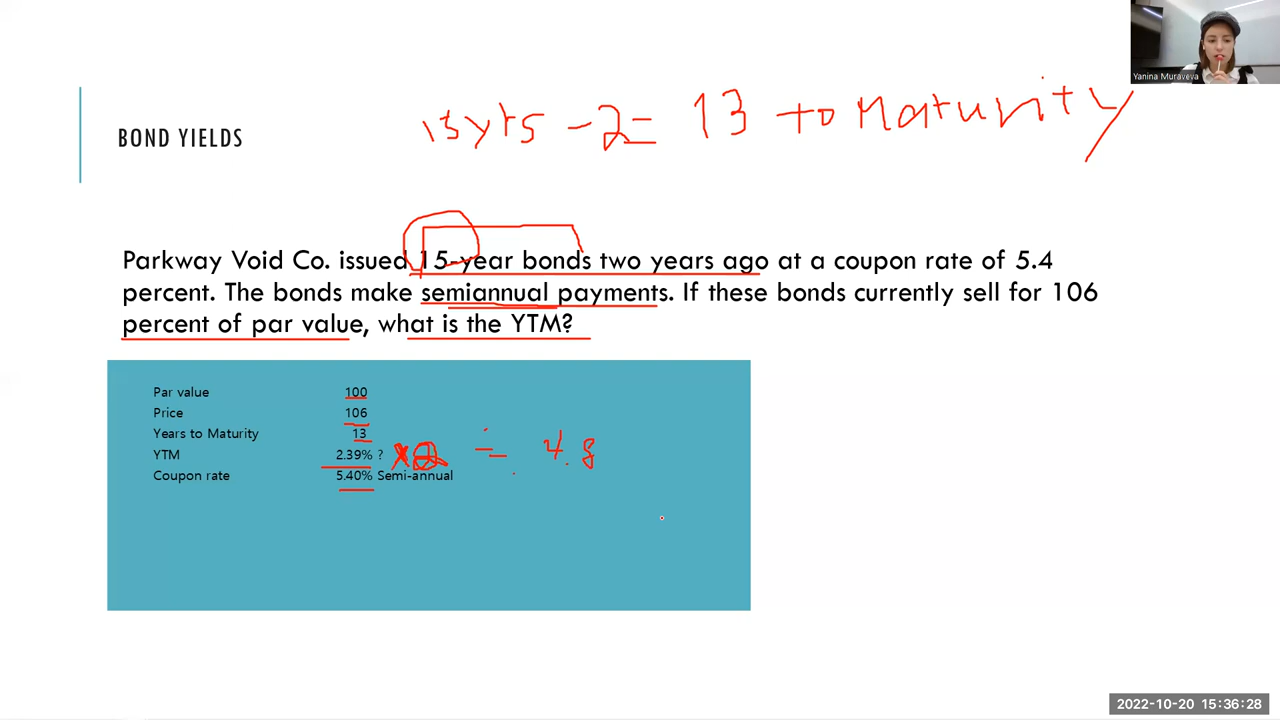 Yanina Muraveva
15yrs - 2 = 13 to Maturity
BOND YIELDS
Parkway Void Co. issued 15-year bonds two years ago at a coupon rate of 5.4
percent. The bonds make semiannual payments. If these bonds currently sell for 106
percent of par value, what is the YTM?
Par value 100
Price 106
Years to Maturity 13
YTM 2.39% ? × 2 = 4.8
Coupon rate 5.40% Semi-annual
2022-10-20 15:36:28